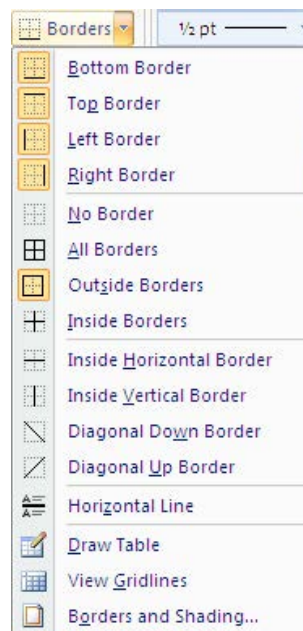 Borders ½ pt
Bottom Border
Top Border
Left Border
Right Border
No Border
All Borders
Outside Borders
Inside Borders
Inside Horizontal Border
Inside Vertical Border
Diagonal Down Border
Diagonal Up Border
Horizontal Line
Draw Table
View Gridlines
Borders and Shading...